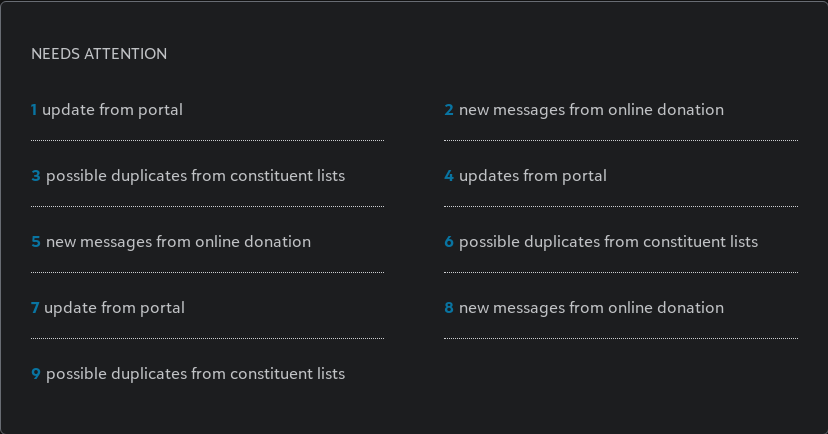 NEEDS ATTENTION
1 update from portal
2 new messages from online donation
3 possible duplicates from constituent lists
4 updates from portal
5 new messages from online donation
6 possible duplicates from constituent lists
7 update from portal
8 new messages from online donation
9 possible duplicates from constituent lists